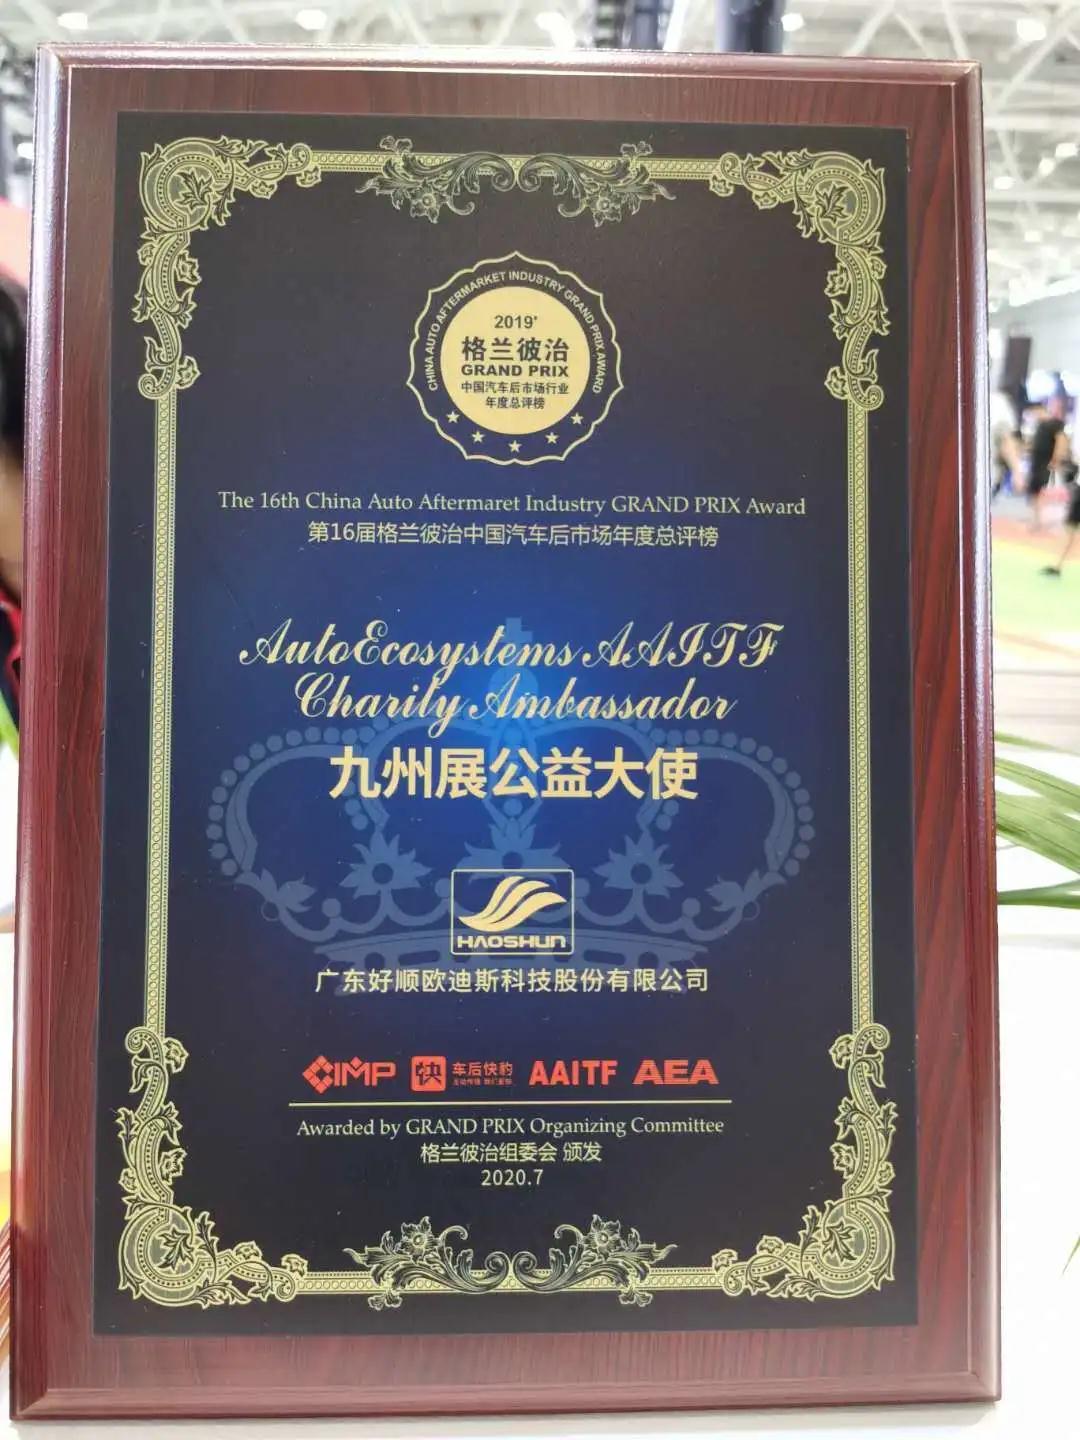 CHINA AUTO AFTERMARKET INDUSTRY GRAND PRIX AWARD
2019'
格兰彼治
GRAND PRIX
中国汽车后市场行业
年度总评榜
The 16th China Auto Aftermaret Industry GRAND PRIX Award
第16届格兰彼治中国汽车后市场年度总评榜
AutoEcosystems AAITF
Charity Ambassador
九州展公益大使
HAOSHUN
广东好顺欧迪斯科技股份有限公司
CIMP 快 车后快豹 AAITF AEA
Awarded by GRAND PRIX Organizing Committee
格兰彼治组委会 颁发
2020.7